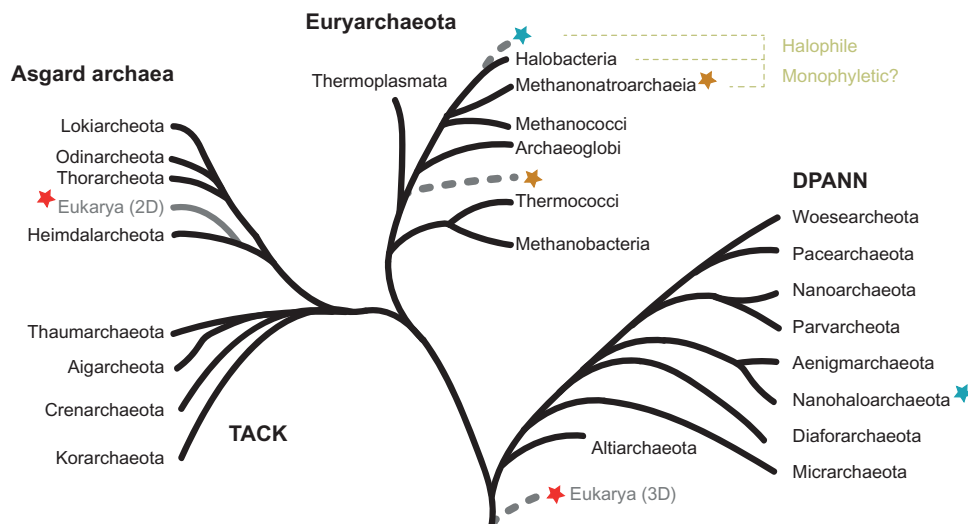 Euryarchaeota
Asgard archaea
Thermoplasmata
Halobacteria
Methanonatroarchaeia
Methanococci
Archaeoglobi
Thermococci
Methanobacteria
Halophile
Monophyletic?
Lokiarcheota
Odinarcheota
Thorarcheota
Eukarya (2D)
Heimdalarcheota
Thaumarchaeota
Aigarchaeota
Crenarchaeota
Korarchaeota
TACK
DPANN
Woesearcheota
Pacearchaeota
Nanoarchaeota
Parvarcheota
Aenigmarchaeota
Nanohaloarchaeota
Diaforarchaeota
Micrarchaeota
Altiarchaeota
Eukarya (3D)